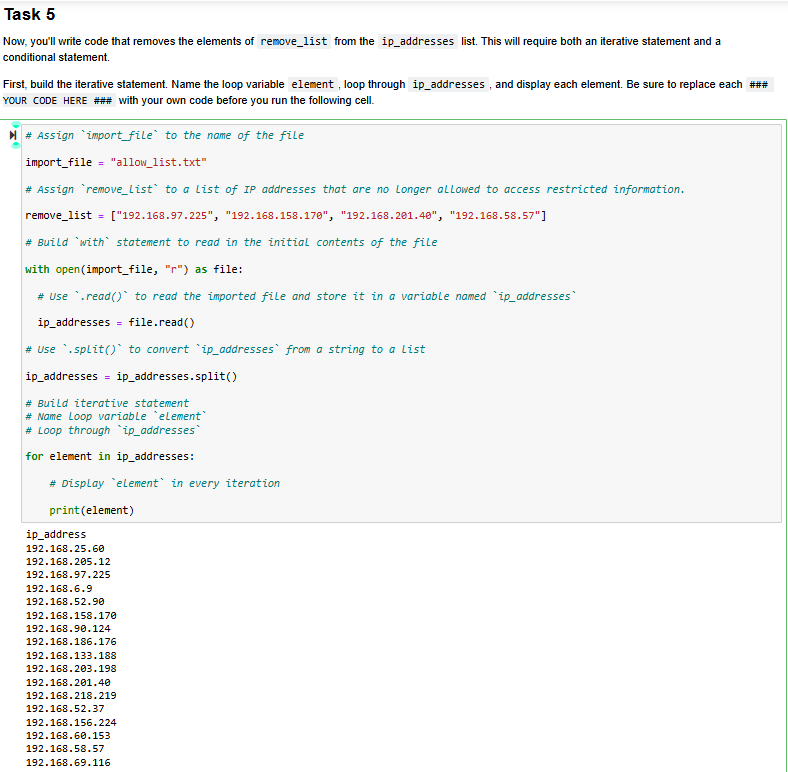 Task 5
Now, you'll write code that removes the elements of remove_list from the ip_addresses list. This will require both an iterative statement and a
conditional statement.
First, build the iterative statement. Name the loop variable element , loop through ip_addresses , and display each element. Be sure to replace each ###
YOUR CODE HERE ### with your own code before you run the following cell.
# Assign `import_file` to the name of the file
import_file = "allow_list.txt"
# Assign `remove_list` to a list of IP addresses that are no longer allowed to access restricted information.
remove_list = ["192.168.97.225", "192.168.158.170", "192.168.201.40", "192.168.58.57"]
# Build `with` statement to read in the initial contents of the file
with open(import_file, "r") as file:
# Use `.read()` to read the imported file and store it in a variable named `ip_addresses`
ip_addresses = file.read()
# Use `.split()` to convert `ip_addresses` from a string to a list
ip_addresses = ip_addresses.split()
# Build iterative statement
# Name loop variable `element`
# Loop through `ip_addresses`
for element in ip_addresses:
# Display `element` in every iteration
print(element)
ip_address
192.168.25.60
192.168.205.12
192.168.97.225
192.168.6.9
192.168.52.90
192.168.158.170
192.168.90.124
192.168.186.176
192.168.133.188
192.168.203.198
192.168.201.40
192.168.218.219
192.168.52.37
192.168.156.224
192.168.60.153
192.168.58.57
192.168.69.116